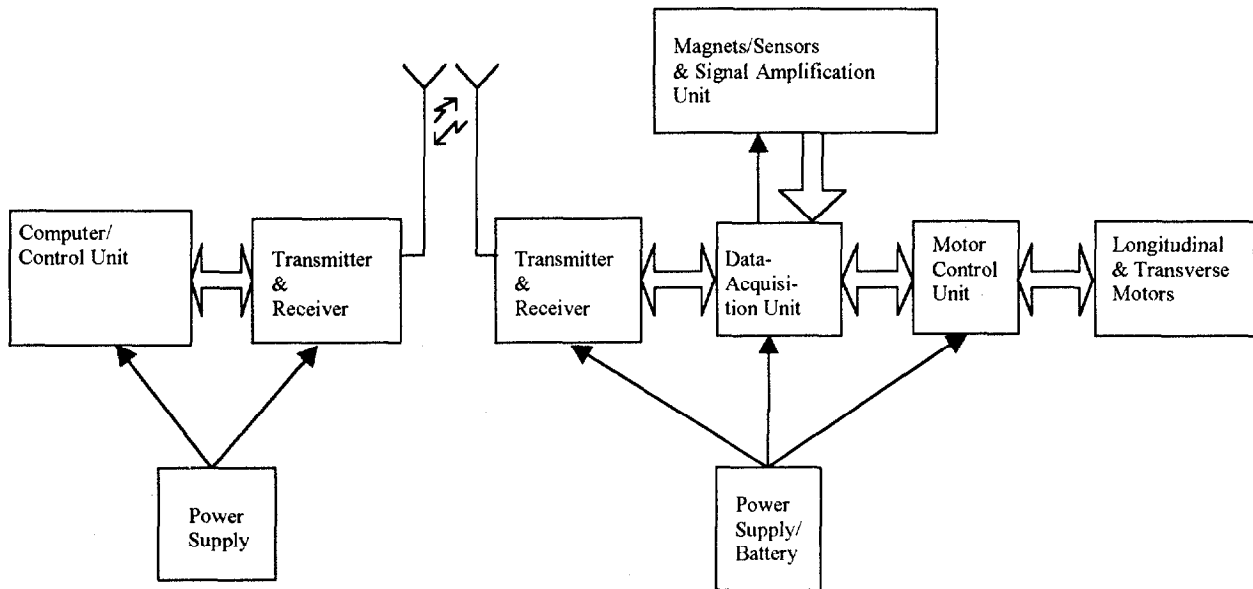 Magnets/Sensors
& Signal Amplification
Unit
Computer/
Control Unit
Transmitter
&
Receiver
Transmitter
&
Receiver
Data-
Acquisi-
tion Unit
Motor
Control
Unit
Longitudinal
& Transverse
Motors
Power
Supply
Power
Supply/
Battery